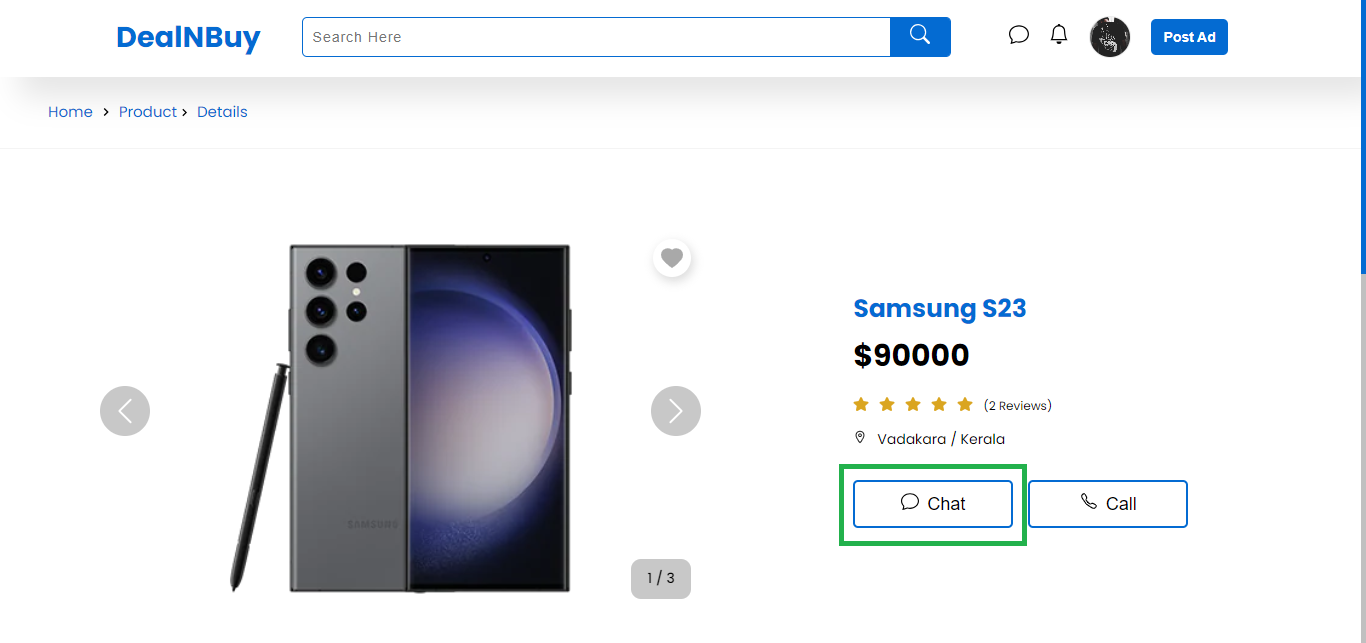 DealNBuy
Search Here
Post Ad
Home > Product > Details
Samsung S23
$90000
(2 Reviews)
Vadakara / Kerala
Chat
Call
SAMSUNG
1 / 3